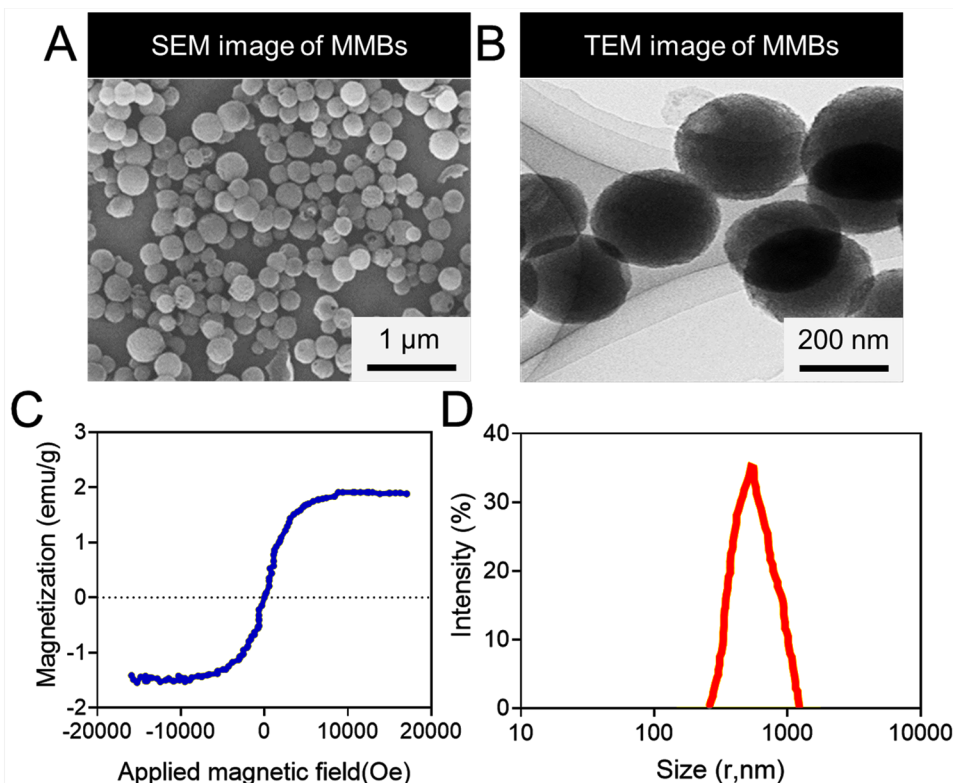 A
SEM image of MMBs
1 μm
B
TEM image of MMBs
200 nm
C
3
2
1
0
-1
-2
-20000 -10000 0 10000 20000
Magnetization (emu/g)
Applied magnetic field(Oe)
D
40
30
20
10
0
10 100 1000 10000
Intensity (%)
Size (r,nm)